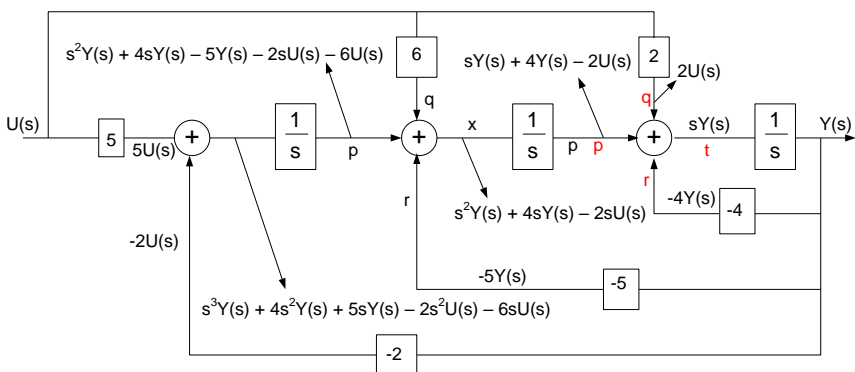 6
2
s²Y(s) + 4sY(s) – 5Y(s) – 2sU(s) – 6U(s)
sY(s) + 4Y(s) – 2U(s)
2U(s)
q
q
U(s)
5
5U(s)
+
1
s
p
+
x
1
s
p
p
+
sY(s)
t
1
s
Y(s)
r
r
-4Y(s)
-4
s²Y(s) + 4sY(s) – 2sU(s)
-2U(s)
-5Y(s)
-5
s³Y(s) + 4s²Y(s) + 5sY(s) – 2s²U(s) – 6sU(s)
-2